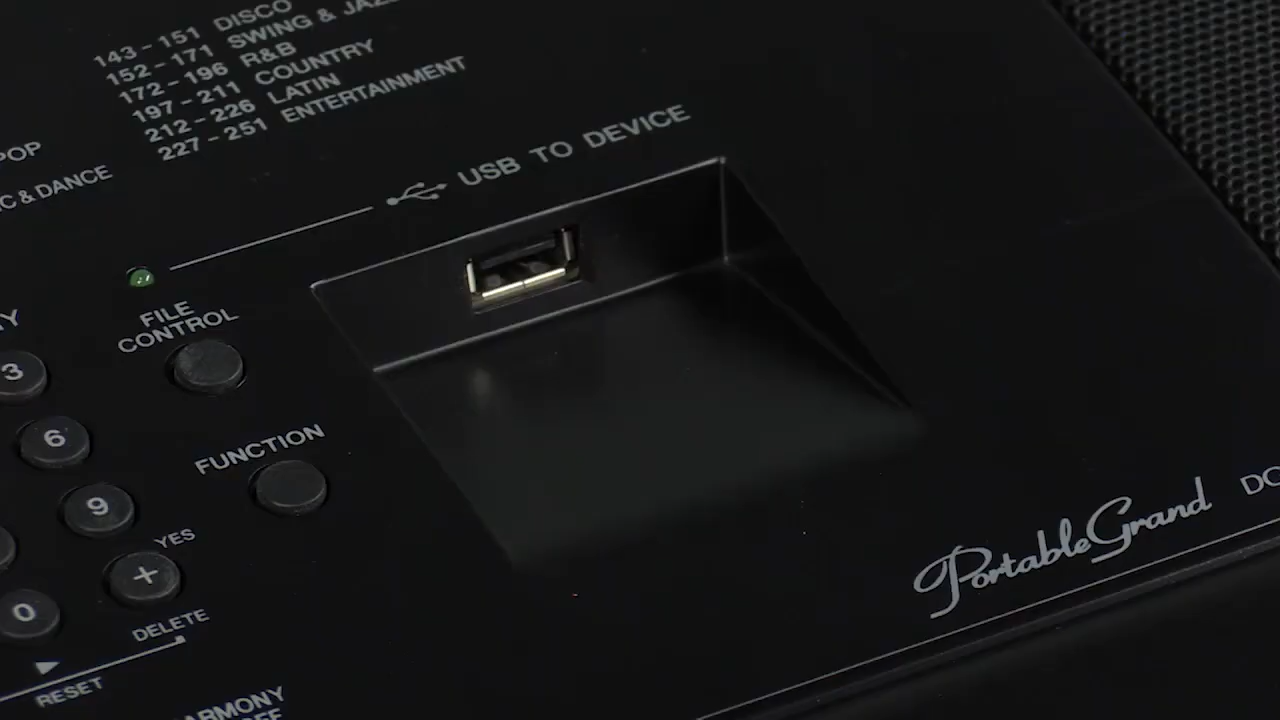 143-151 DISCO
152-171 SWING & JAZZ
172-196 R&B
197-211 COUNTRY
212-226 LATIN
227-251 ENTERTAINMENT
POP
C & DANCE
USB TO DEVICE
FILE
CONTROL
3
6
FUNCTION
9
YES
+
0
DELETE
RESET
ARMONY
PortableGrand DG